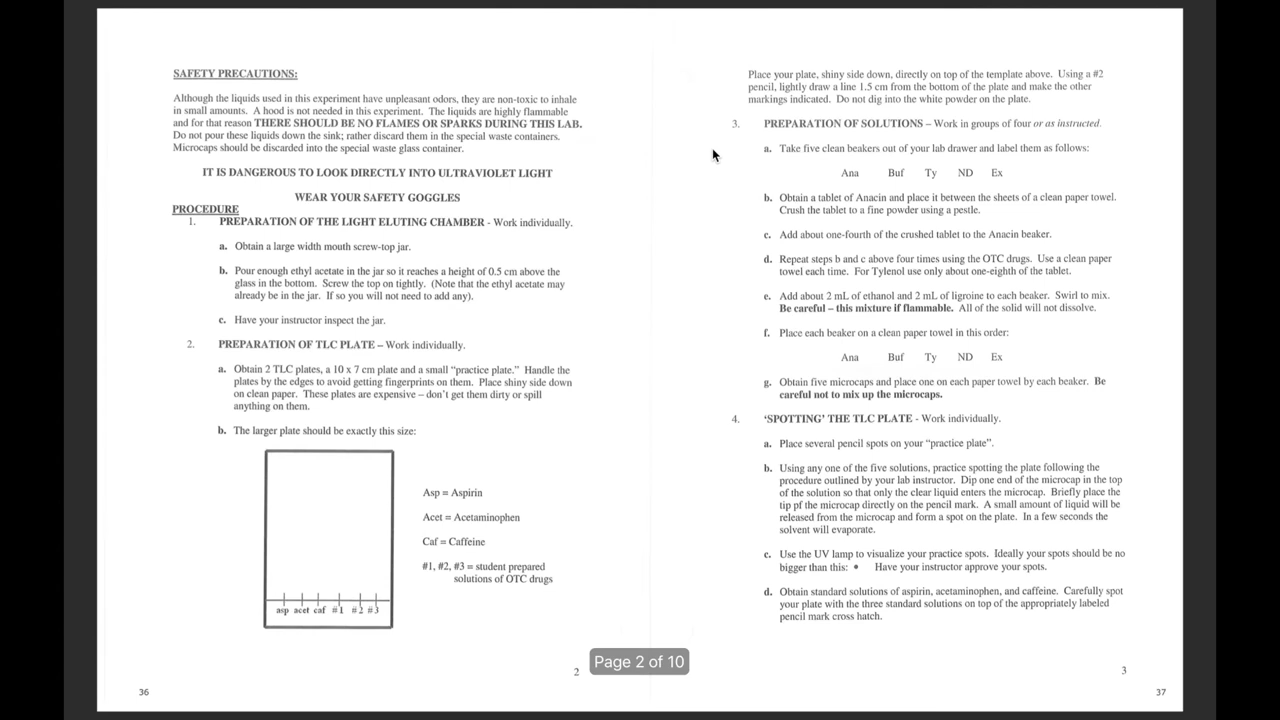 SAFETY PRECAUTIONS:
Although the liquids used in this experiment have unpleasant odors, they are non-toxic to inhale
in small amounts. A hood is not needed in this experiment. The liquids are highly flammable
and for that reason THERE SHOULD BE NO FLAMES OR SPARKS DURING THIS LAB.
Do not pour these liquids down the sink; rather discard them in the special waste containers.
Microcaps should be discarded into the special waste glass container.
IT IS DANGEROUS TO LOOK DIRECTLY INTO ULTRAVIOLET LIGHT
WEAR YOUR SAFETY GOGGLES
PROCEDURE
1. PREPARATION OF THE LIGHT ELUTING CHAMBER - Work individually.
a. Obtain a large width mouth screw-top jar.
b. Pour enough ethyl acetate in the jar so it reaches a height of 0.5 cm above the
glass in the bottom. Screw the top on tightly. (Note that the ethyl acetate may
already be in the jar. If so you will not need to add any).
c. Have your instructor inspect the jar.
2. PREPARATION OF TLC PLATE – Work individually.
a. Obtain 2 TLC plates, a 10 x 7 cm plate and a small “practice plate.” Handle the
plates by the edges to avoid getting fingerprints on them. Place shiny side down
on clean paper. These plates are expensive – don't get them dirty or spill
anything on them.
b. The larger plate should be exactly this size:
Asp = Aspirin
Acet = Acetaminophen
Caf = Caffeine
#1, #2, #3 = student prepared
solutions of OTC drugs
asp acet caf #1 #2 #3
2
36
Place your plate, shiny side down, directly on top of the template above. Using a #2
pencil, lightly draw a line 1.5 cm from the bottom of the plate and make the other
markings indicated. Do not dig into the white powder on the plate.
3. PREPARATION OF SOLUTIONS – Work in groups of four or as instructed.
a. Take five clean beakers out of your lab drawer and label them as follows:
Ana Buf Ty ND Ex
b. Obtain a tablet of Anacin and place it between the sheets of a clean paper towel.
Crush the tablet to a fine powder using a pestle.
c. Add about one-fourth of the crushed tablet to the Anacin beaker.
d. Repeat steps b and c above four times using the OTC drugs. Use a clean paper
towel each time. For Tylenol use only about one-eighth of the tablet.
e. Add about 2 mL of ethanol and 2 mL of ligroine to each beaker. Swirl to mix.
Be careful – this mixture if flammable. All of the solid will not dissolve.
f. Place each beaker on a clean paper towel in this order:
Ana Buf Ty ND Ex
g. Obtain five microcaps and place one on each paper towel by each beaker. Be
careful not to mix up the microcaps.
4. ‘SPOTTING’ THE TLC PLATE - Work individually.
a. Place several pencil spots on your “practice plate”.
b. Using any one of the five solutions, practice spotting the plate following the
procedure outlined by your lab instructor. Dip one end of the microcap in the top
of the solution so that only the clear liquid enters the microcap. Briefly place the
tip pf the microcap directly on the pencil mark. A small amount of liquid will be
released from the microcap and form a spot on the plate. In a few seconds the
solvent will evaporate.
c. Use the UV lamp to visualize your practice spots. Ideally your spots should be no
bigger than this: • Have your instructor approve your spots.
d. Obtain standard solutions of aspirin, acetaminophen, and caffeine. Carefully spot
your plate with the three standard solutions on top of the appropriately labeled
pencil mark cross hatch.
3
37
Page 2 of 10